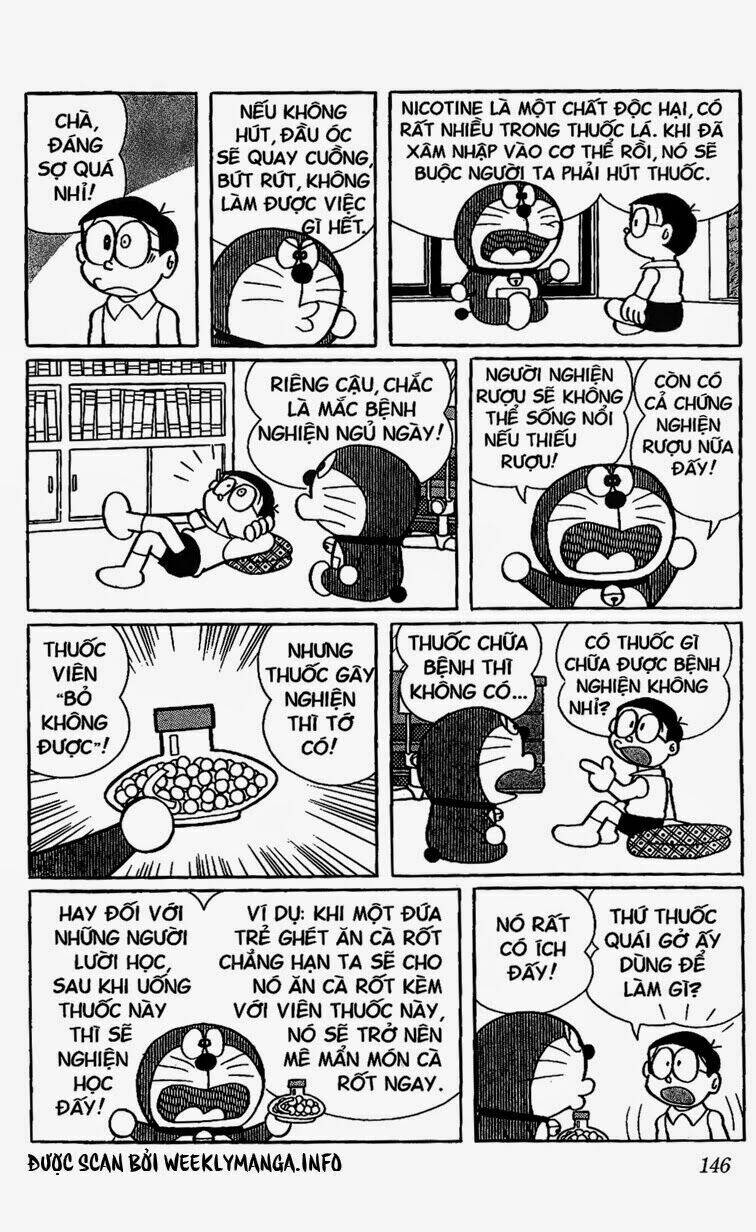 NICOTINE LÀ MỘT CHẤT ĐỘC HẠI, CÓ
RẤT NHIỀU TRONG THUỐC LÁ. KHI ĐÃ
XÂM NHẬP VÀO CƠ THỂ RỒI, NÓ SẼ
BUỘC NGƯỜI TA PHẢI HÚT THUỐC.
NẾU KHÔNG
HÚT, ĐẦU ÓC
SẼ QUAY CUỒNG,
BỨT RỨT, KHÔNG
LÀM ĐƯỢC VIỆC
GÌ HẾT.
CHÀ,
ĐÁNG
SỢ QUÁ
NHỈ!
CÒN CÓ
CẢ CHỨNG
NGHIỆN
RƯỢU NỮA
ĐẤY!
NGƯỜI NGHIỆN
RƯỢU SẼ KHÔNG
THỂ SỐNG NỔI
NẾU THIẾU
RƯỢU!
RIÊNG CẬU, CHẮC
LÀ MẮC BỆNH
NGHIỆN NGỦ NGÀY!
CÓ THUỐC GÌ
CHỮA ĐƯỢC BỆNH
NGHIỆN KHÔNG
NHỈ?
THUỐC CHỮA
BỆNH THÌ
KHÔNG CÓ...
NHƯNG
THUỐC GÂY
NGHIỆN
THÌ TỚ
CÓ!
THUỐC
VIÊN
“BỎ
KHÔNG
ĐƯỢC”!
THỨ THUỐC
QUÁI GỞ ẤY
DÙNG ĐỂ
LÀM GÌ?
NÓ RẤT
CÓ ÍCH
ĐẤY!
VÍ DỤ: KHI MỘT ĐỨA
TRẺ GHÉT ĂN CÀ RỐT
CHẲNG HẠN TA SẼ CHO
NÓ ĂN CÀ RỐT KÈM
VỚI VIÊN THUỐC NÀY,
NÓ SẼ TRỞ NÊN
MÊ MẨN MÓN CÀ
RỐT NGAY.
HAY ĐỐI VỚI
NHỮNG NGƯỜI
LƯỜI HỌC,
SAU KHI UỐNG
THUỐC NÀY
THÌ SẼ
NGHIỆN
HỌC
ĐẤY!
ĐƯỢC SCAN BỞI WEEKLYMANGA.INFO
146